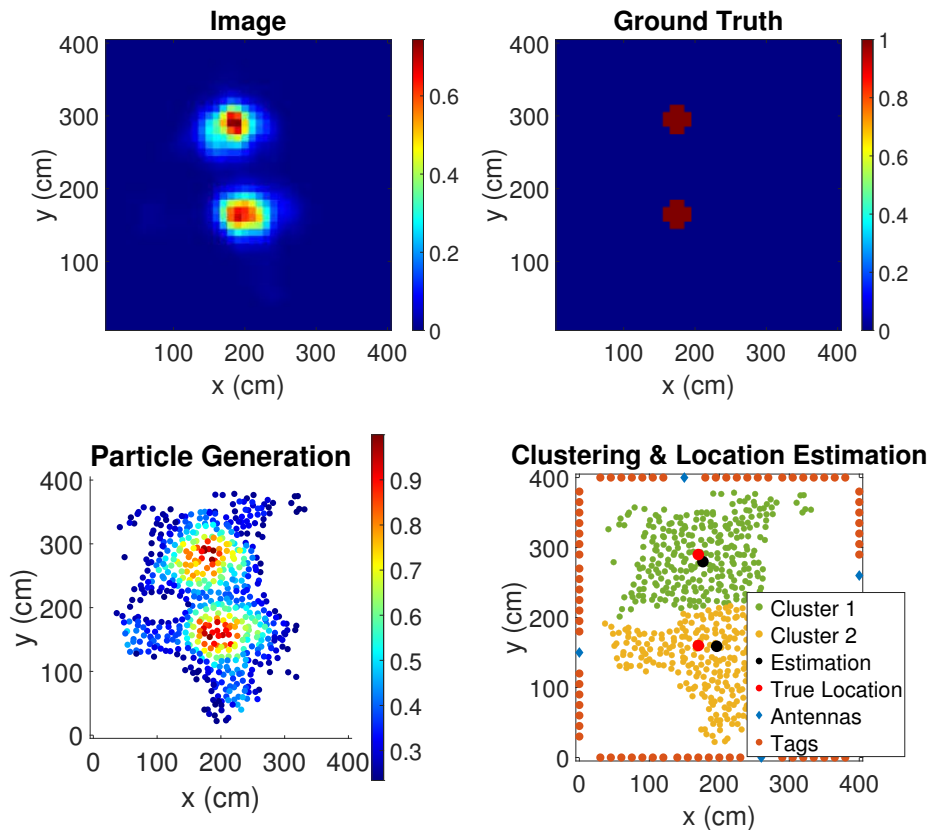 Image
400
300
200
100
100 200 300 400
x (cm)
y (cm)
0.6
0.4
0.2
0
Ground Truth
400
300
200
100
100 200 300 400
x (cm)
y (cm)
1
0.8
0.6
0.4
0.2
0
Particle Generation
400
300
200
100
0
0 100 200 300 400
x (cm)
y (cm)
0.9
0.8
0.7
0.6
0.5
0.4
0.3
Clustering & Location Estimation
400
300
200
100
0
0 100 200 300 400
x (cm)
y (cm)
Cluster 1
Cluster 2
Estimation
True Location
Antennas
Tags